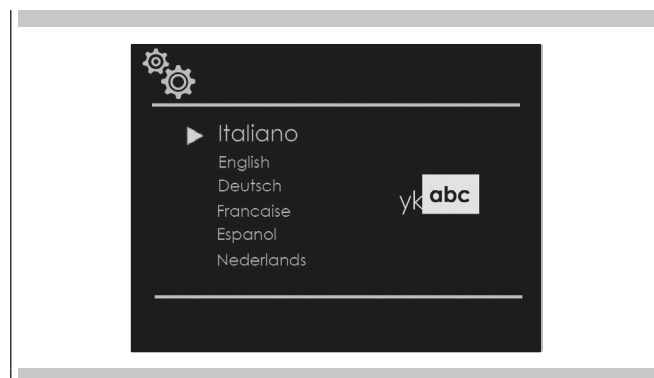 Italiano
English
Deutsch
Francaise
yk abc
Espanol
Nederlands